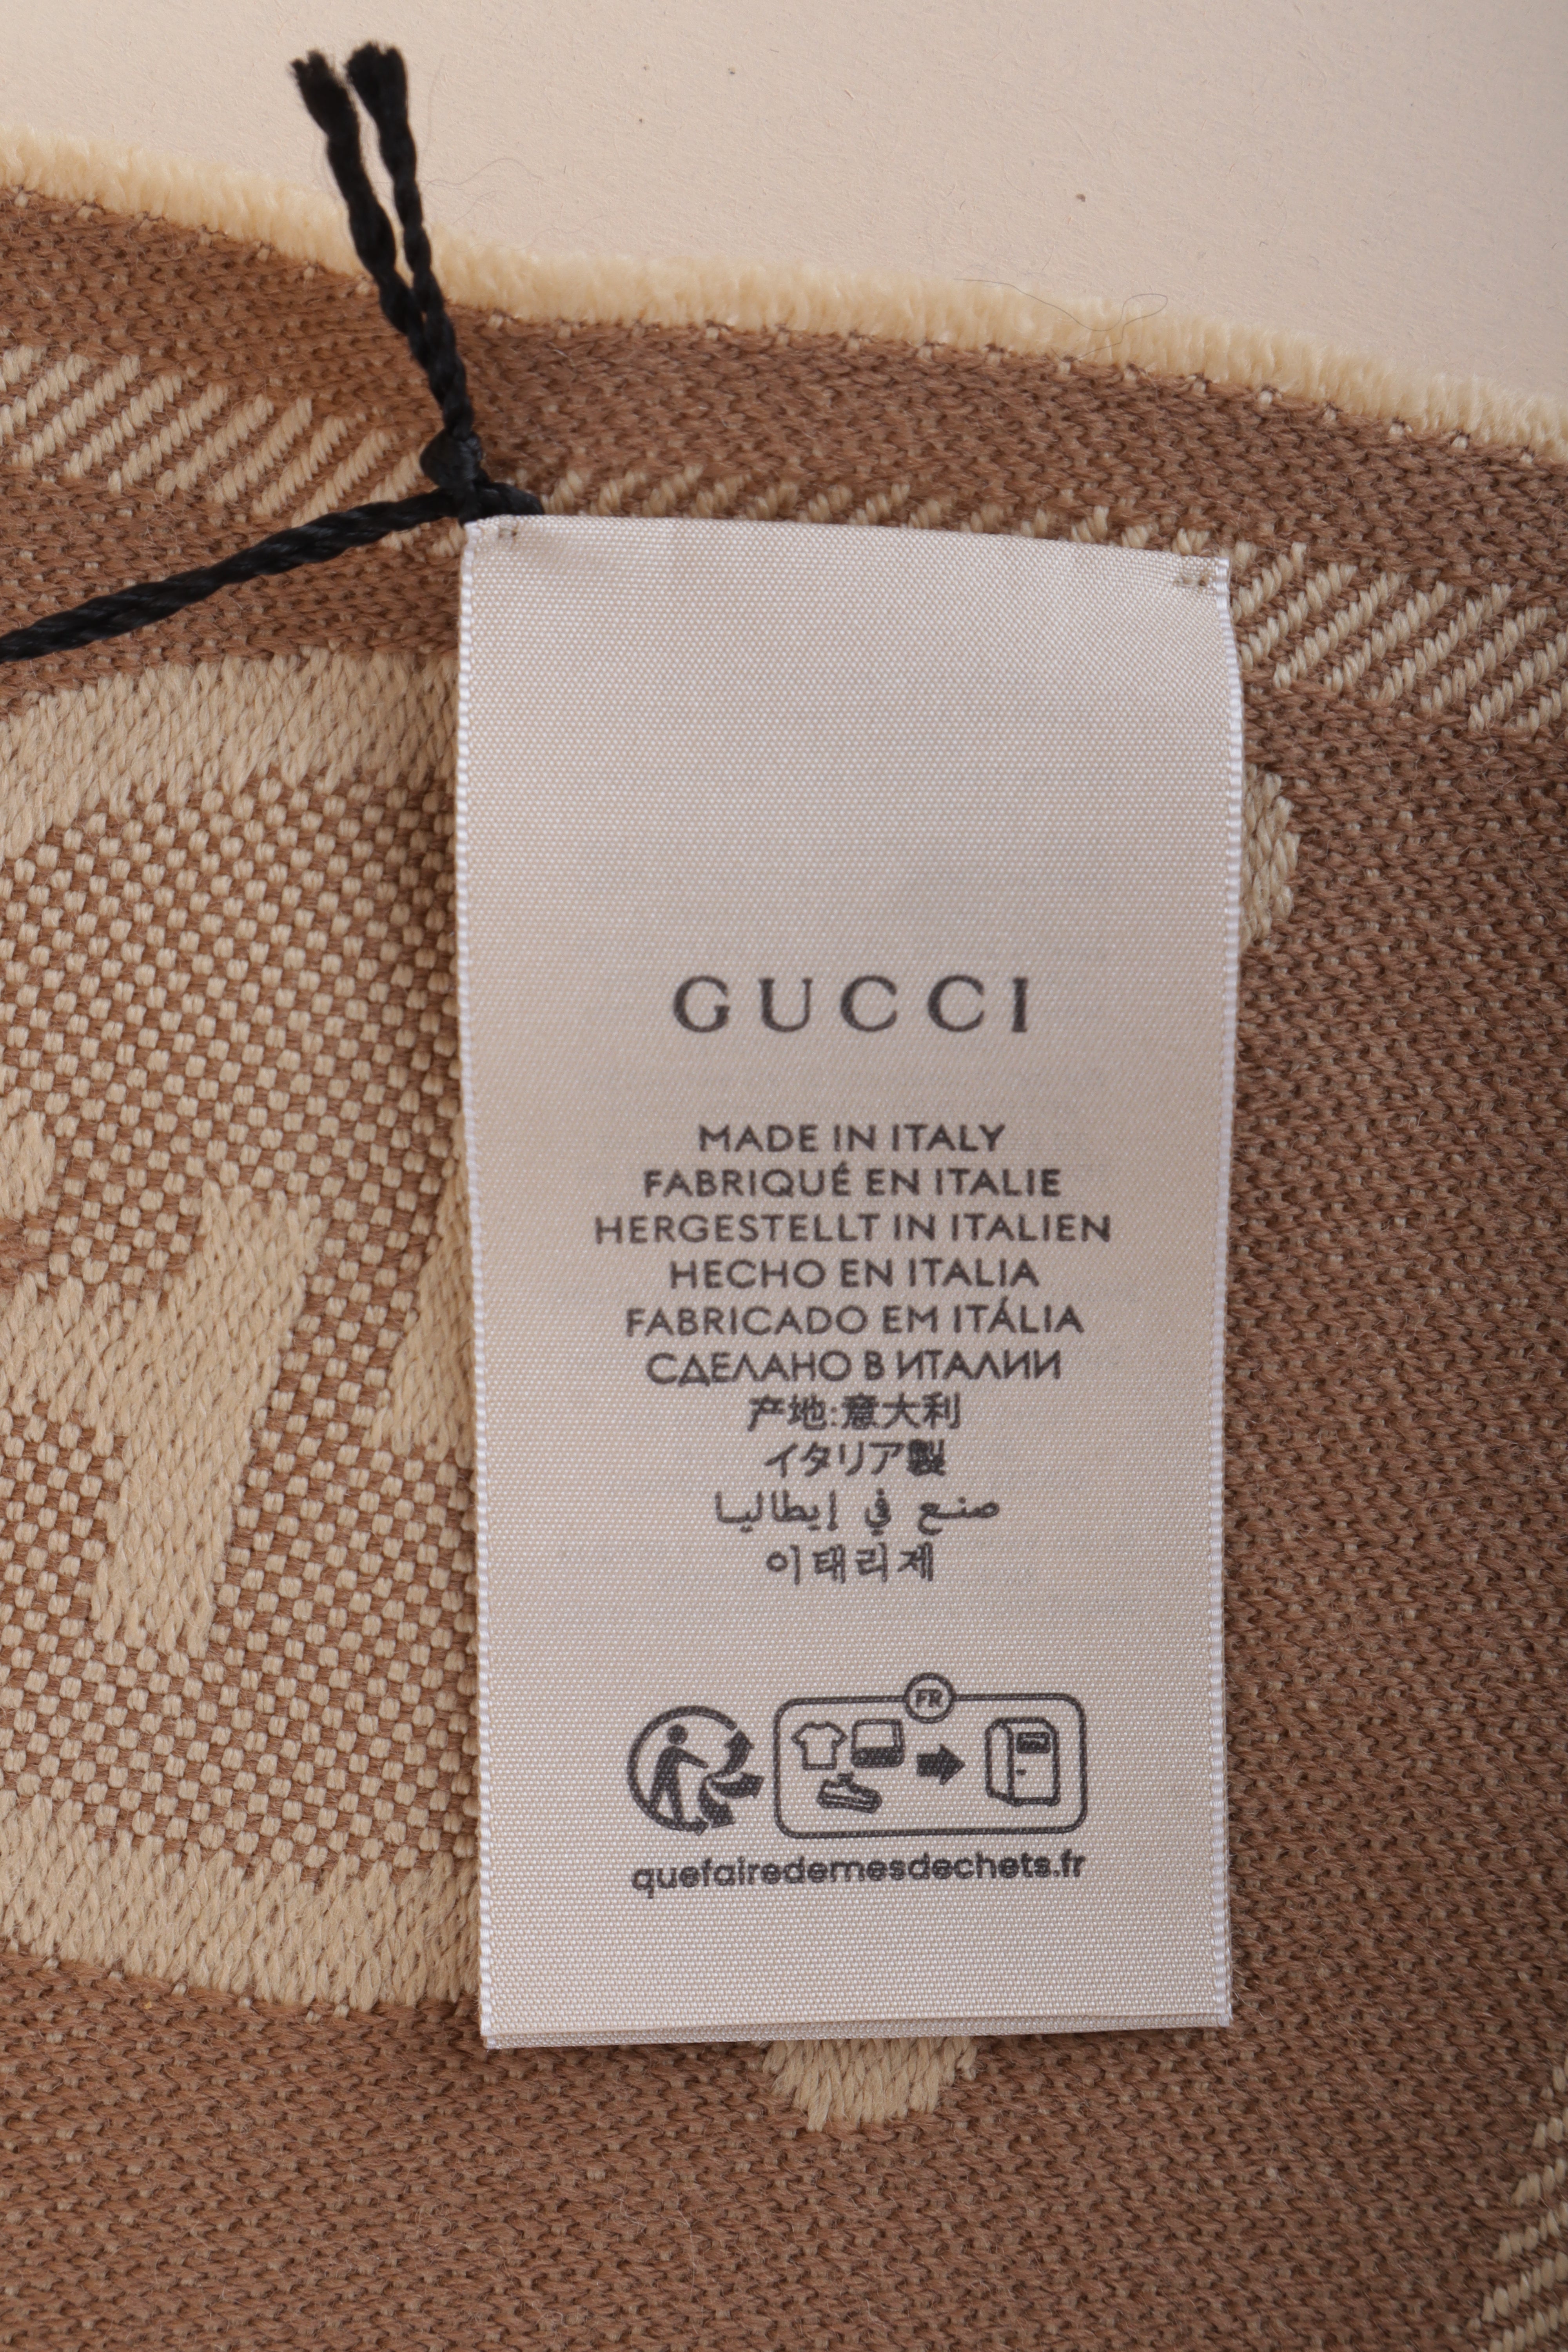 GUCCI
MADE IN ITALY
FABRIQUÉ EN ITALIE
HERGESTELLT IN ITALIEN
HECHO EN ITALIA
FABRICADO EM ITÁLIA
СДЕЛАНО В ИТАЛИИ
产地:意大利
イタリア製
صنع في إيطاليا
이태리제
FR
quefairedemesdechets.fr